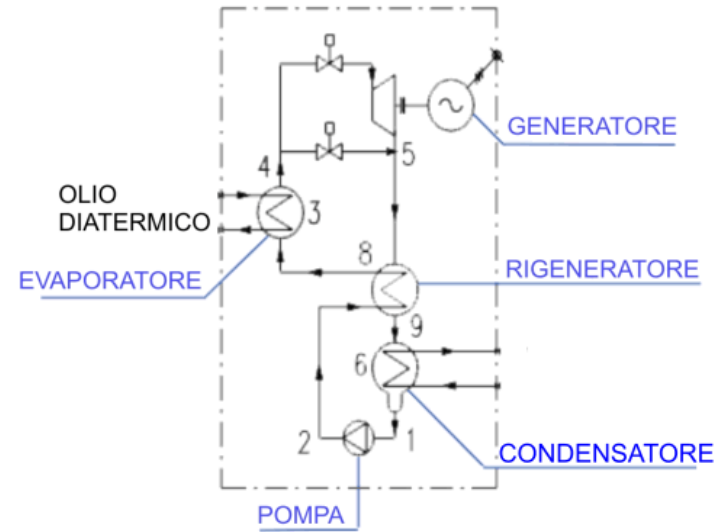 GENERATORE
4
5
OLIO
DIATERMICO
3
EVAPORATORE
8
RIGENERATORE
9
6
2
1
CONDENSATORE
POMPA